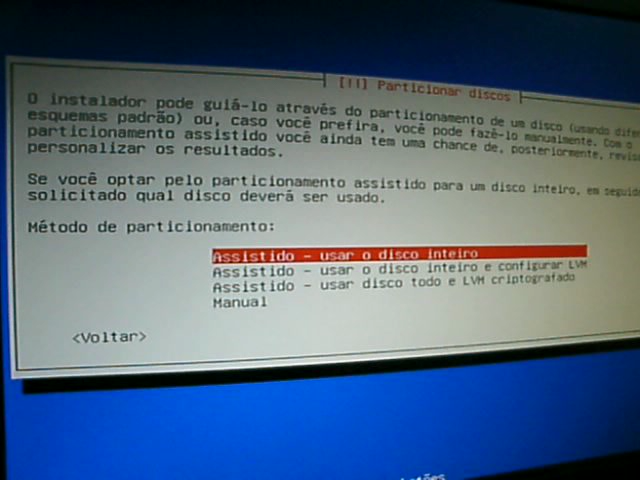 [!!] Particionar discos
O instalador pode guiá-lo através do particionamento de um disco (usando
esquemas padrão) ou, caso você prefira, você pode fazê-lo manualmente. Com o
particionamento assistido você ainda tem uma chance de, posteriormente,
personalizar os resultados.
Se você optar pelo particionamento assistido para um disco inteiro, em
solicitado qual disco deverá ser usado.
Método de particionamento:
Assistido - usar o disco inteiro
Assistido - usar o disco inteiro e configurar LVM
Assistido - usar disco todo e LVM criptografado
Manual
<Voltar>